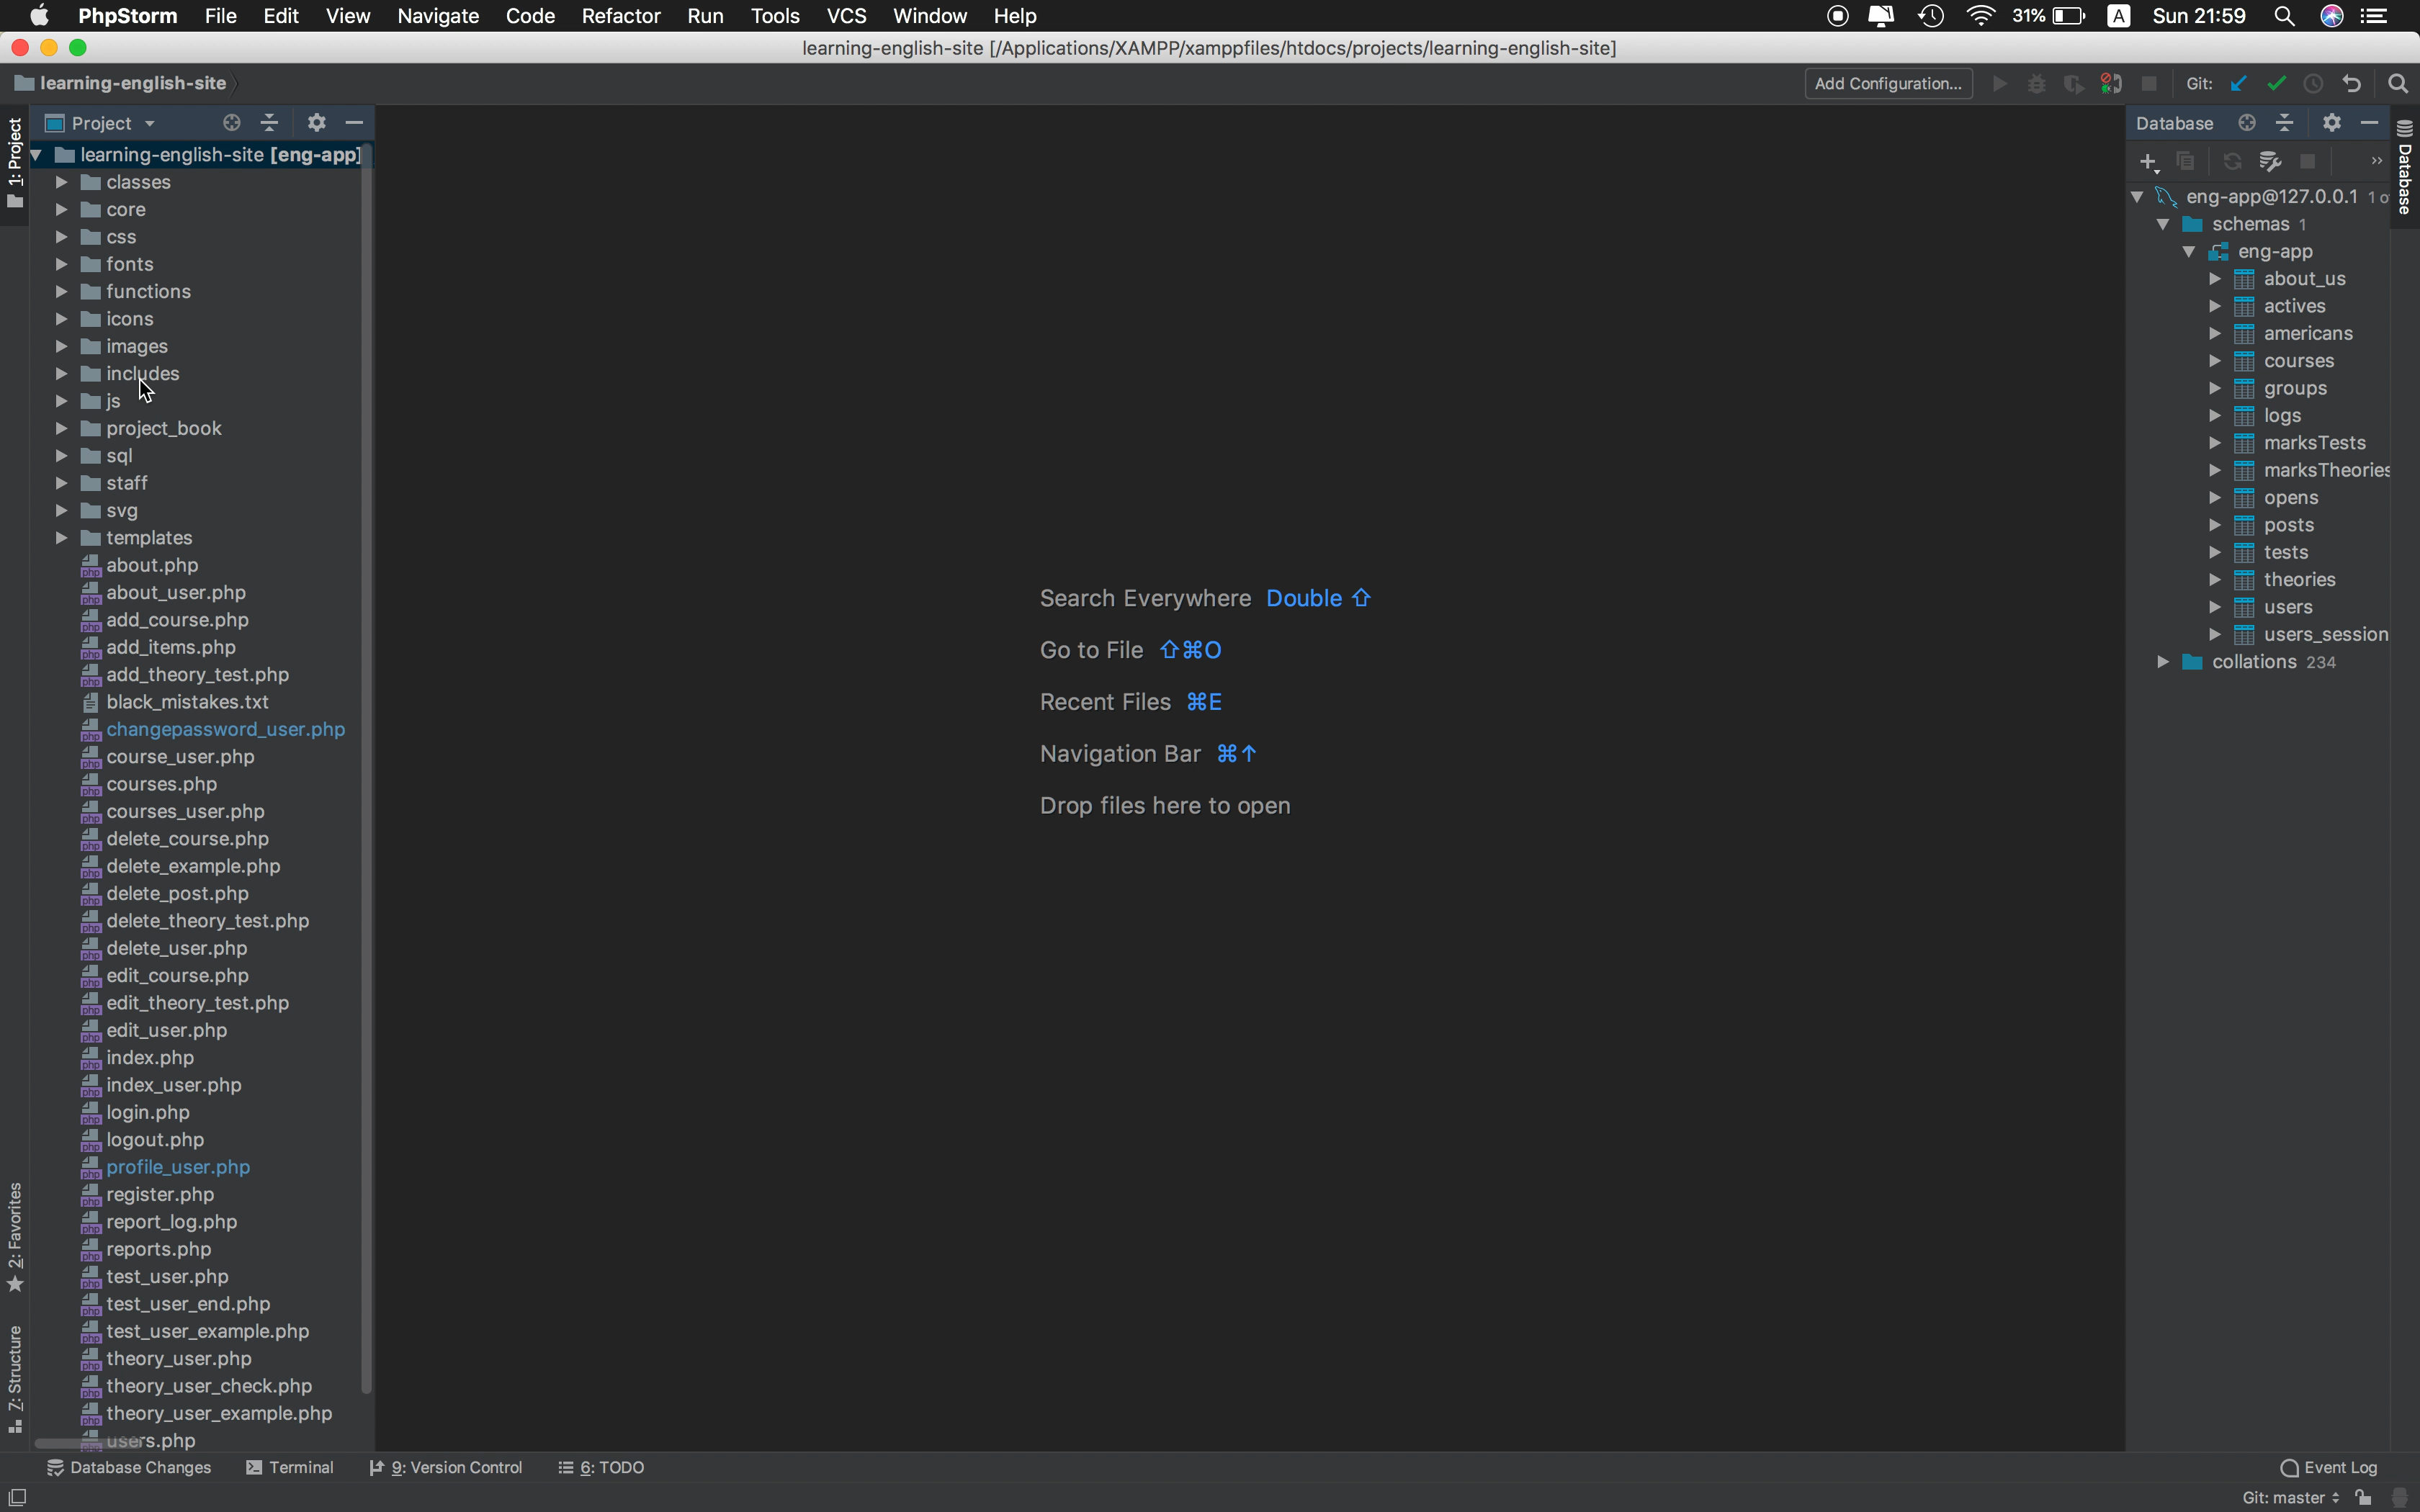 PhpStorm File Edit View Navigate Code Refactor Run Tools VCS Window Help 31% A Sun 21:59
learning-english-site [/Applications/XAMPP/xamppfiles/htdocs/projects/learning-english-site]
learning-english-site Add Configuration... Git:
1: Project
Project
learning-english-site [eng-app]
classes
core
css
fonts
functions
icons
images
includes
js
project_book
sql
staff
svg
templates
about.php
about_user.php
add_course.php
add_items.php
add_theory_test.php
black_mistakes.txt
changepassword_user.php
course_user.php
courses.php
courses_user.php
delete_course.php
delete_example.php
delete_post.php
delete_theory_test.php
delete_user.php
edit_course.php
edit_theory_test.php
edit_user.php
index.php
index_user.php
login.php
logout.php
profile_user.php
register.php
report_log.php
reports.php
test_user.php
test_user_end.php
test_user_example.php
theory_user.php
theory_user_check.php
theory_user_example.php
users.php
2: Favorites
7: Structure
Search Everywhere Double ⇧
Go to File ⇧⌘O
Recent Files ⌘E
Navigation Bar ⌘↑
Drop files here to open
Database
Database
eng-app@127.0.0.1 1 o
schemas 1
eng-app
about_us
actives
americans
courses
groups
logs
marksTests
marksTheories
opens
posts
tests
theories
users
users_session
collations 234
Database Changes Terminal 9: Version Control 6: TODO Event Log
Git: master